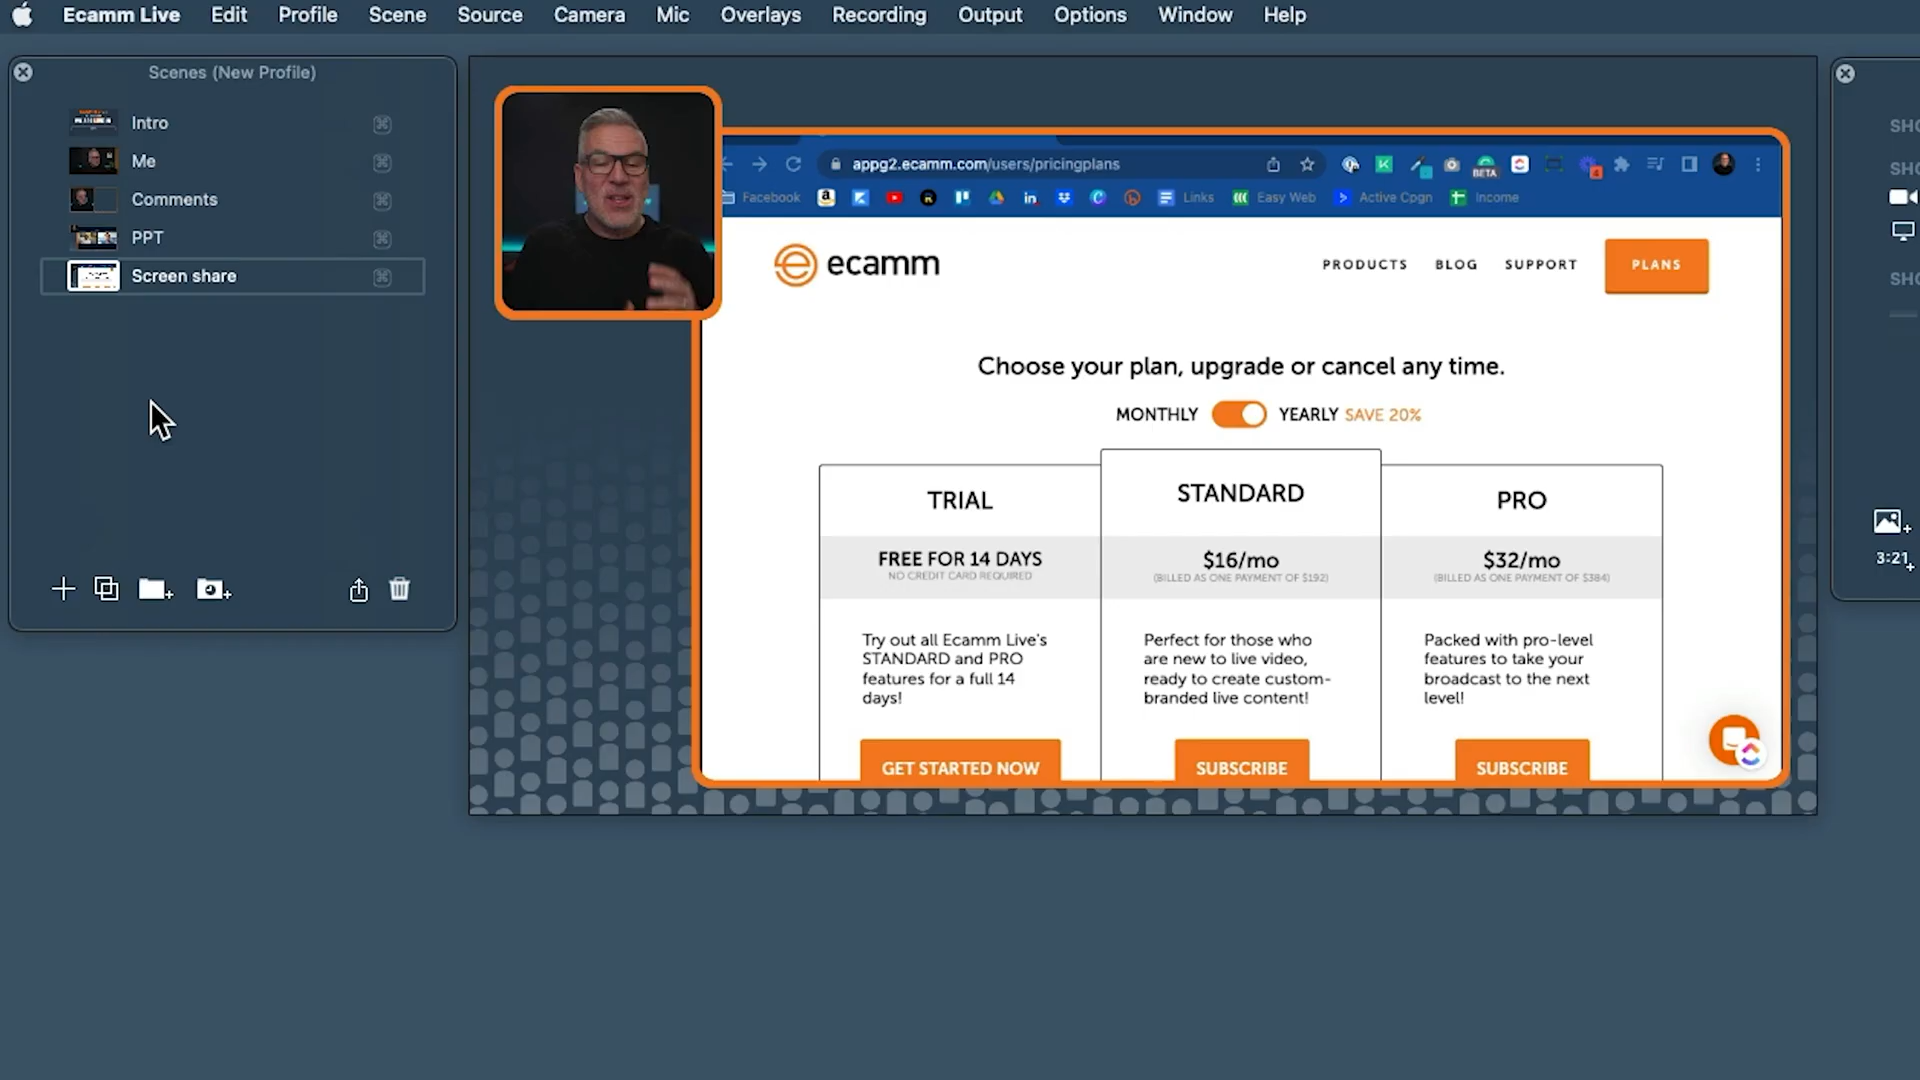 Ecamm Live Edit Profile Scene Source Camera Mic Overlays Recording Output Options Window Help
Scenes (New Profile)
Intro
Me
Comments
PPT
Screen share
appg2.ecamm.com/users/pricingplans
BETA
Facebook
Links
Easy Web
Active Cpgn
Income
ecamm
PRODUCTS BLOG SUPPORT PLANS
Choose your plan, upgrade or cancel any time.
MONTHLY YEARLY SAVE 20%
TRIAL
FREE FOR 14 DAYS
NO CREDIT CARD REQUIRED
Try out all Ecamm Live's
STANDARD and PRO
features for a full 14
days!
GET STARTED NOW
STANDARD
$16/mo
(BILLED AS ONE PAYMENT OF $192)
Perfect for those who
are new to live video,
ready to create custom-
branded live content!
SUBSCRIBE
PRO
$32/mo
(BILLED AS ONE PAYMENT OF $384)
Packed with pro-level
features to take your
broadcast to the next
level!
SUBSCRIBE
SHO
SHO
SHO
3:21+